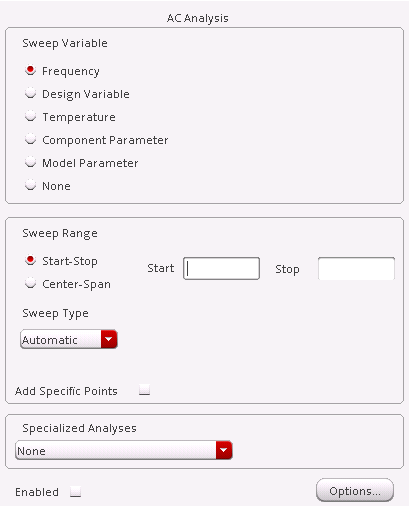 AC Analysis
Sweep Variable
Frequency
Design Variable
Temperature
Component Parameter
Model Parameter
None
Sweep Range
Start-Stop
Start
Stop
Center-Span
Sweep Type
Automatic
Add Specific Points
Specialized Analyses
None
Enabled
Options...